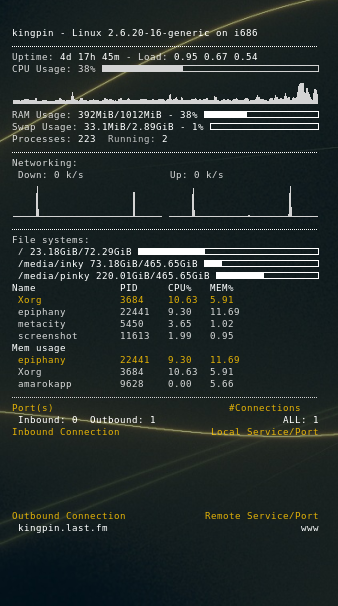 kingpin - Linux 2.6.20-16-generic on i686
Uptime: 4d 17h 45m - Load: 0.95 0.67 0.54
CPU Usage: 38%
RAM Usage: 392MiB/1012MiB - 38%
Swap Usage: 33.1MiB/2.89GiB - 1%
Processes: 223  Running: 2
Networking:
Down: 0 k/s Up: 0 k/s
File systems:
/ 23.18GiB/72.29GiB
/media/inky 73.18GiB/465.65GiB
/media/pinky 220.01GiB/465.65GiB
Name PID CPU% MEM%
Xorg 3684 10.63 5.91
epiphany 22441 9.30 11.69
metacity 5450 3.65 1.02
screenshot 11613 1.99 0.95
Mem usage
epiphany 22441 9.30 11.69
Xorg 3684 10.63 5.91
amarokapp 9628 0.00 5.66
Port(s) #Connections
Inbound: 0  Outbound: 1 ALL: 1
Inbound Connection Local Service/Port
Outbound Connection Remote Service/Port
kingpin.last.fm www